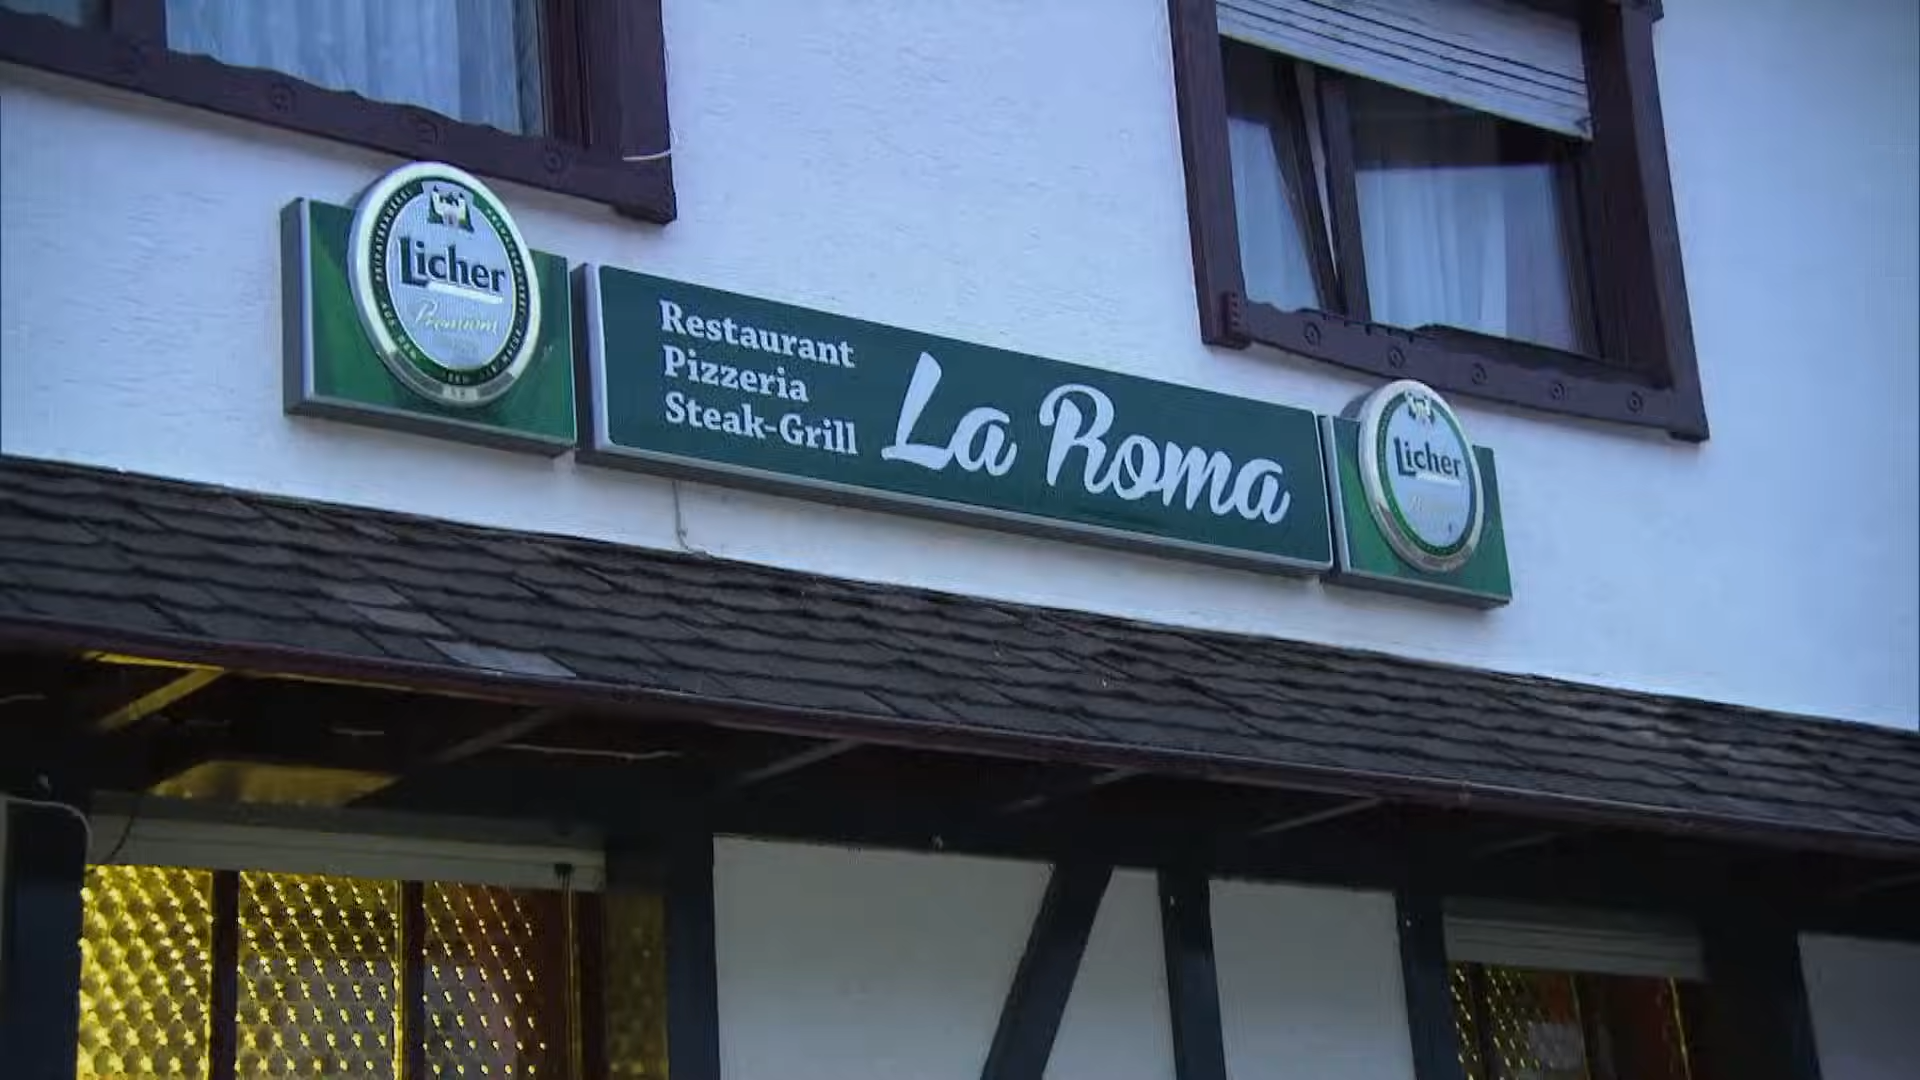 Licher
Premium
Restaurant
Pizzeria
Steak-Grill
La Roma
Licher